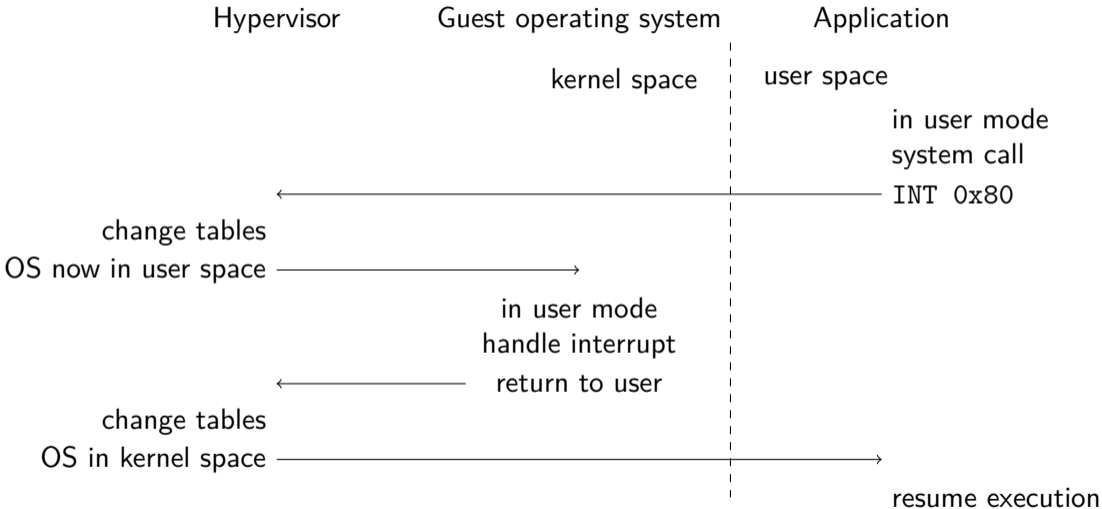 Hypervisor
Guest operating system
Application
kernel space
user space
in user mode
system call
INT 0x80
change tables
OS now in user space
in user mode
handle interrupt
return to user
change tables
OS in kernel space
resume execution